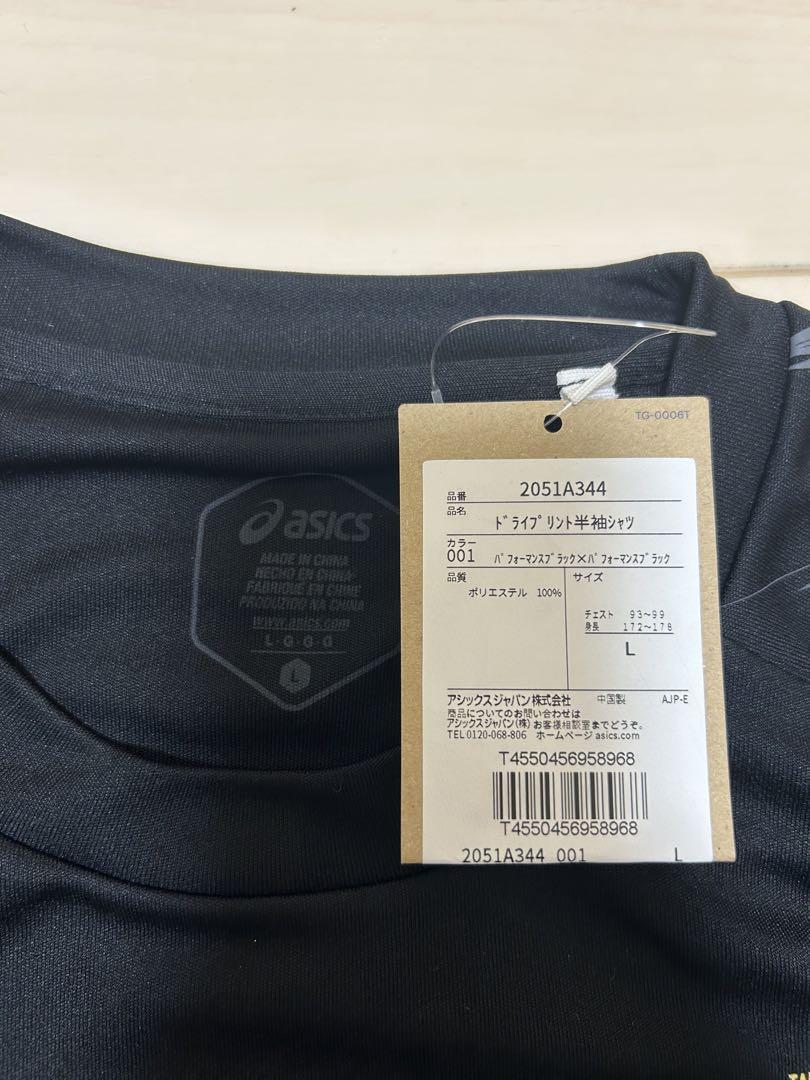 TG-0006T
品番 2051A344
品名
ﾄﾞﾗｲﾌﾟﾘﾝﾄ半袖ｼｬﾂ
カラー
001 ﾊﾟﾌｫｰﾏﾝｽﾌﾞﾗｯｸ×ﾊﾟﾌｫｰﾏﾝｽﾌﾞﾗｯｸ
品質
ポリエステル 100%
サイズ
チェスト 93～99
身長 172～178
L
アシックスジャパン株式会社 中国製 AJP-E
商品についてのお問い合わせは
アシックスジャパン(株)お客様相談室までどうぞ。
TEL 0120-068-806 ホームページ asics.com
T4550456958968
T4550456958968
2051A344 001 L
asics
MADE IN CHINA
HECHO EN CHINA
FABRIQUÉ EN CHINE
PRODUZIDO NA CHINA
www.asics.com
L·G·G·G
L